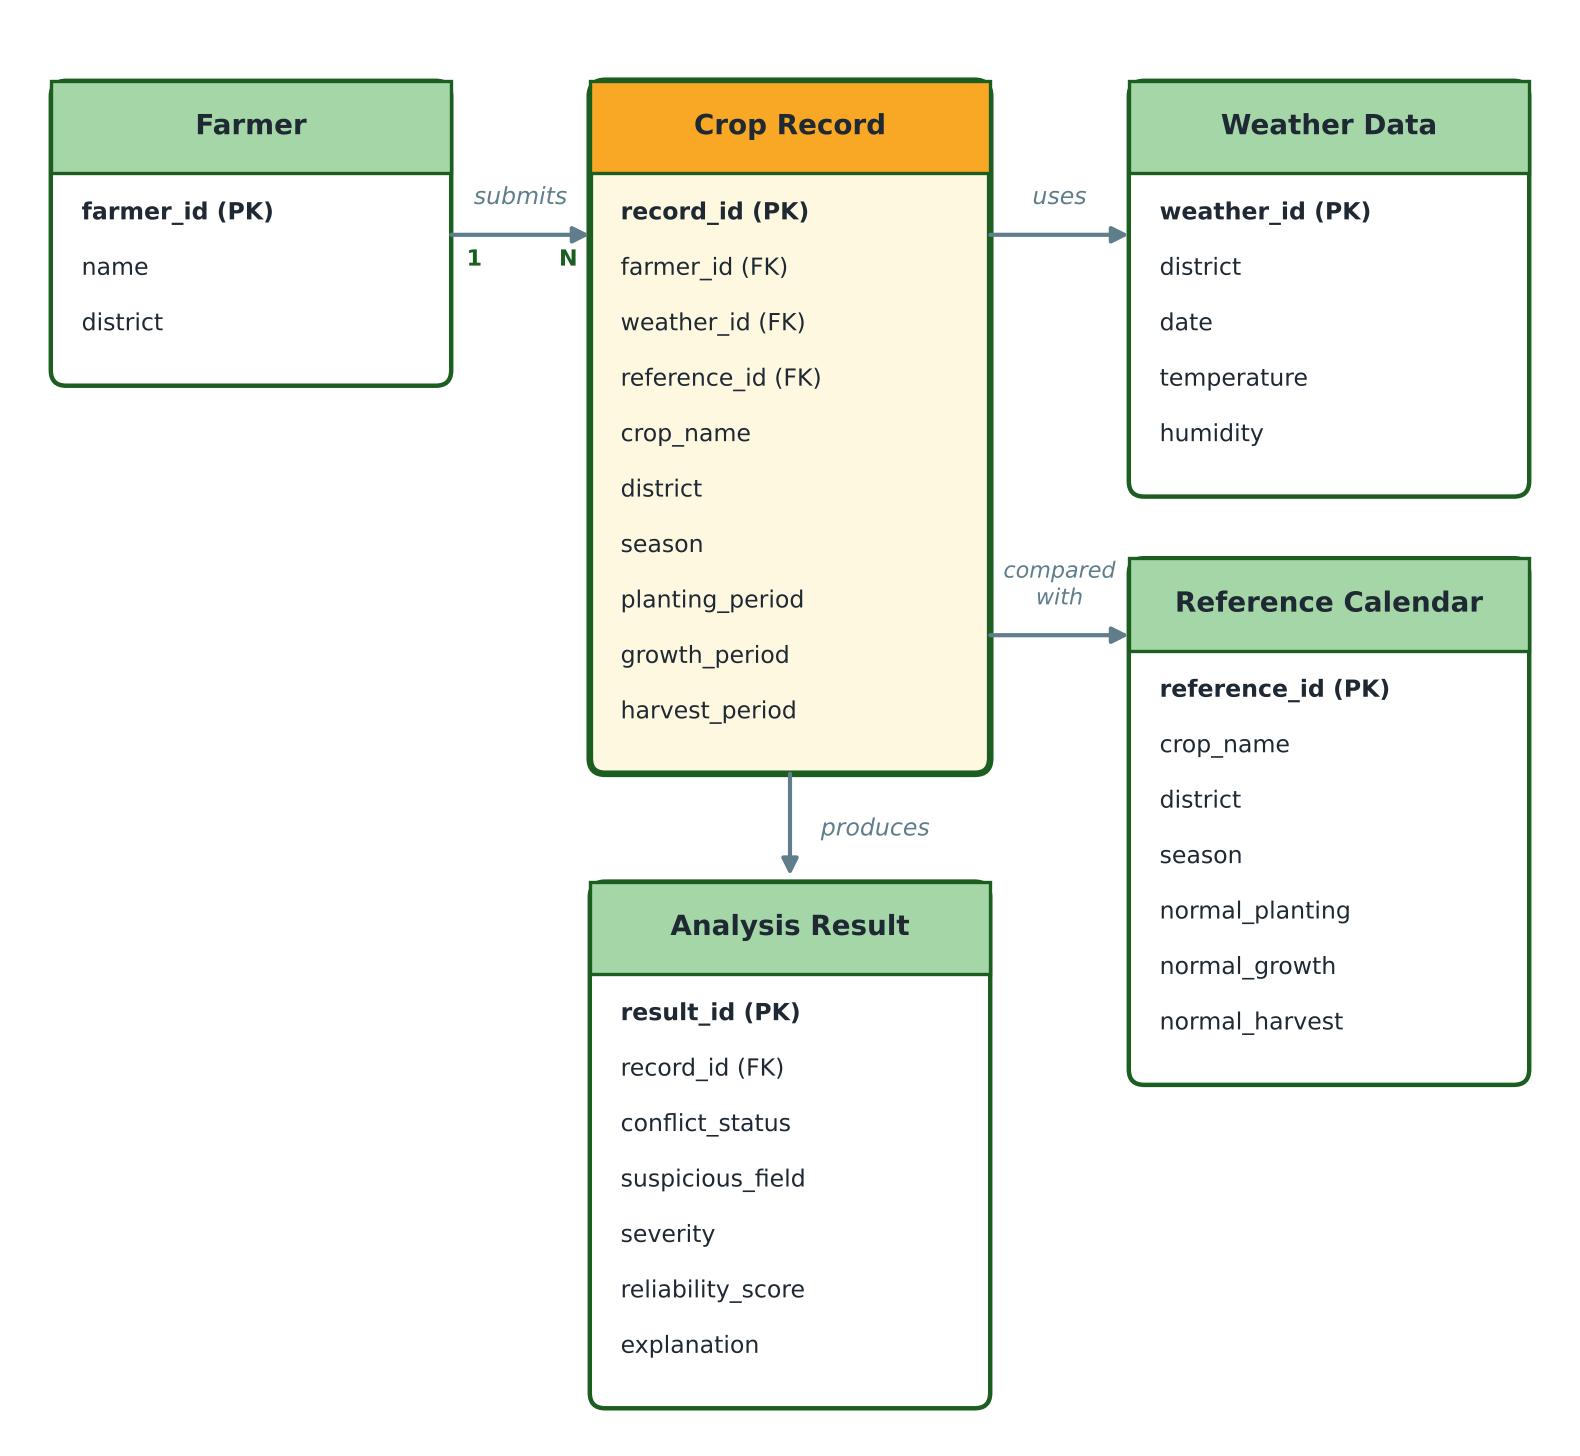 Farmer
farmer_id (PK)
name
district
submits
1
N
Crop Record
record_id (PK)
farmer_id (FK)
weather_id (FK)
reference_id (FK)
crop_name
district
season
planting_period
growth_period
harvest_period
uses
Weather Data
weather_id (PK)
district
date
temperature
humidity
compared
with
Reference Calendar
reference_id (PK)
crop_name
district
season
normal_planting
normal_growth
normal_harvest
produces
Analysis Result
result_id (PK)
record_id (FK)
conflict_status
suspicious_field
severity
reliability_score
explanation